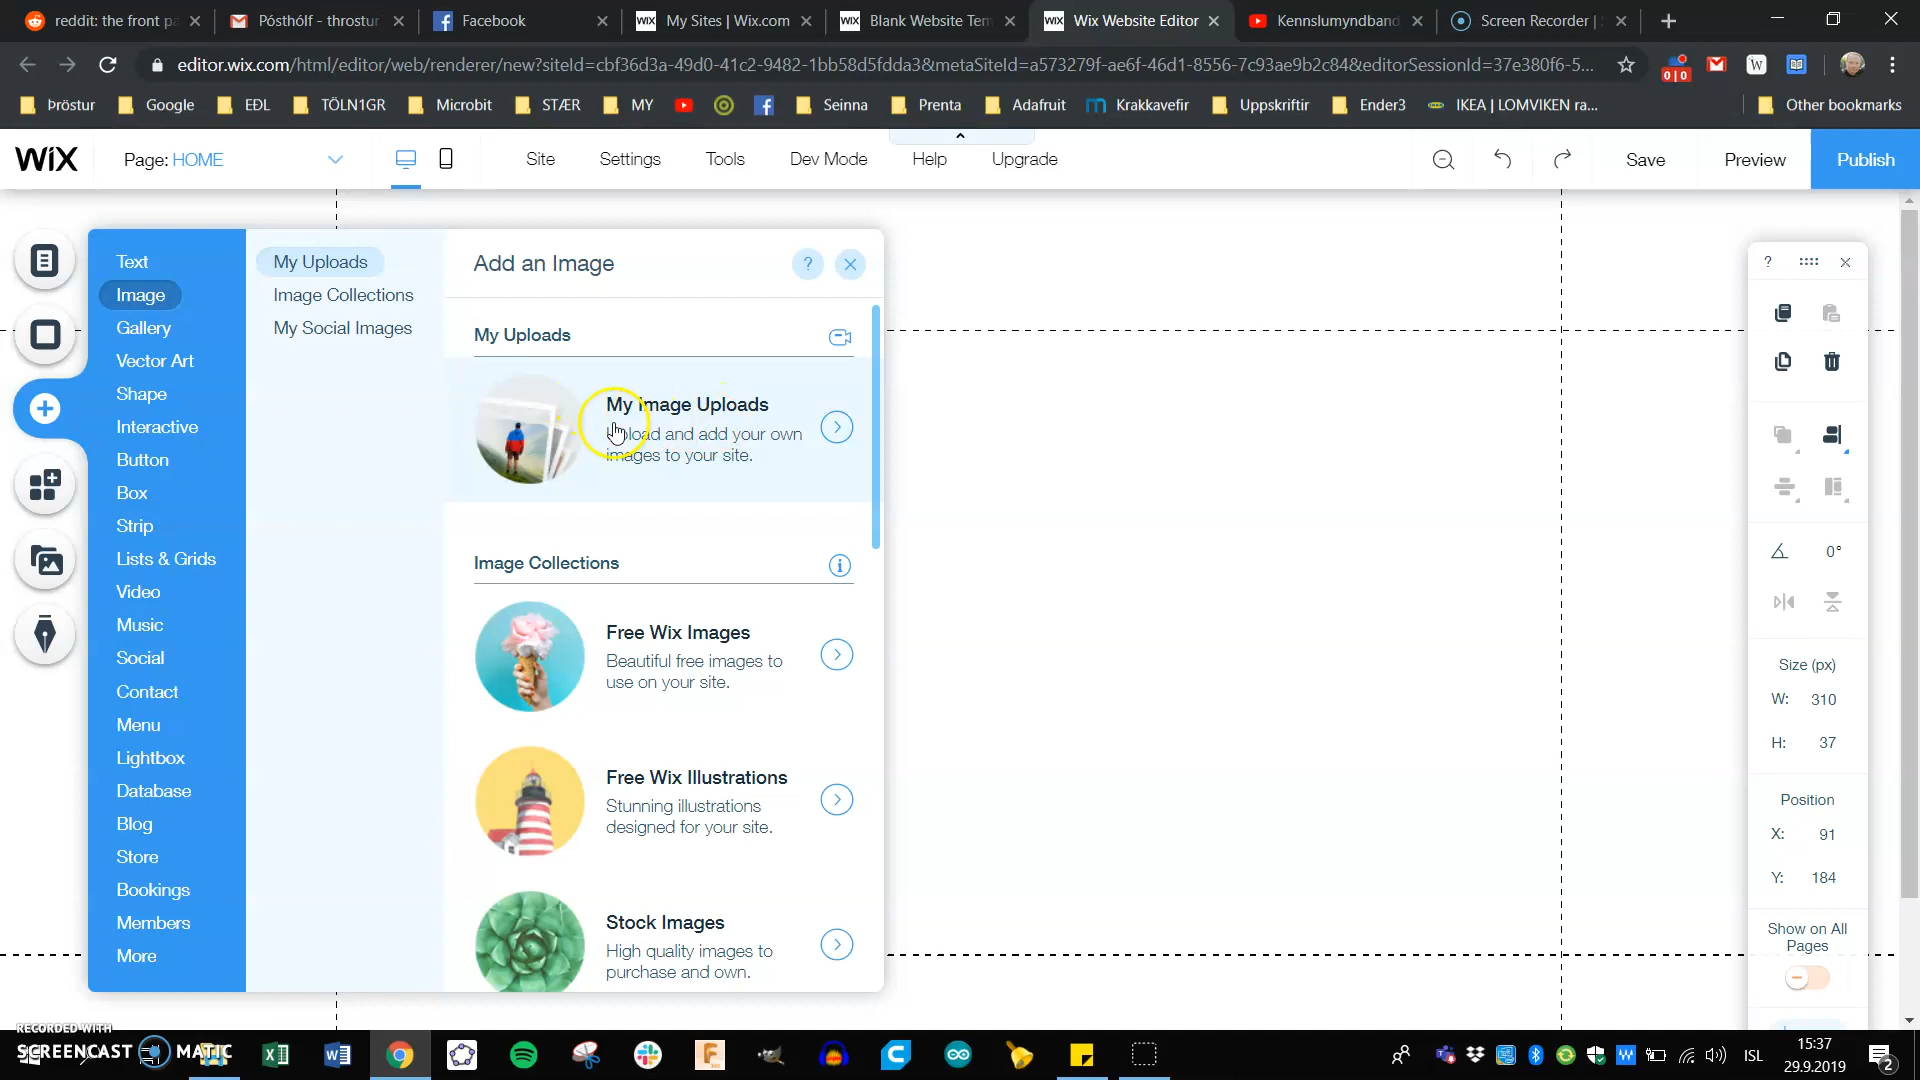 reddit: the front pa
Pósthólf - throstur
Facebook
WIX My Sites | Wix.com
WIX Blank Website Tem
WIX Wix Website Editor
Kennslumyndband
Screen Recorder |
editor.wix.com/html/editor/web/renderer/new?siteId=cbf36d3a-49d0-41c2-9482-1bb58d5fdda3&metaSiteId=a573279f-ae6f-46d1-8556-7c93ae9b2c84&editorSessionId=37e380f6-5...
0|0
W
Þröstur
Google
EÐL
TÖLN1GR
Microbit
STÆR
MY
Seinna
Prenta
Adafruit
Krakkavefir
Uppskriftir
Ender3
IKEA | LOMVIKEN ra...
Other bookmarks
WIX
Page: HOME
Site
Settings
Tools
Dev Mode
Help
Upgrade
Save
Preview
Publish
Text
Image
Gallery
Vector Art
Shape
Interactive
Button
Box
Strip
Lists & Grids
Video
Music
Social
Contact
Menu
Lightbox
Database
Blog
Store
Bookings
Members
More
My Uploads
Image Collections
My Social Images
Add an Image
?
My Uploads
My Image Uploads
Upload and add your own
images to your site.
Image Collections
Free Wix Images
Beautiful free images to
use on your site.
Free Wix Illustrations
Stunning illustrations
designed for your site.
Stock Images
High quality images to
purchase and own.
?
0°
Size (px)
W: 310
H: 37
Position
X: 91
Y: 184
Show on All
Pages
RECORDED WITH
SCREENCAST MATIC
ISL
15:37
29.9.2019
2